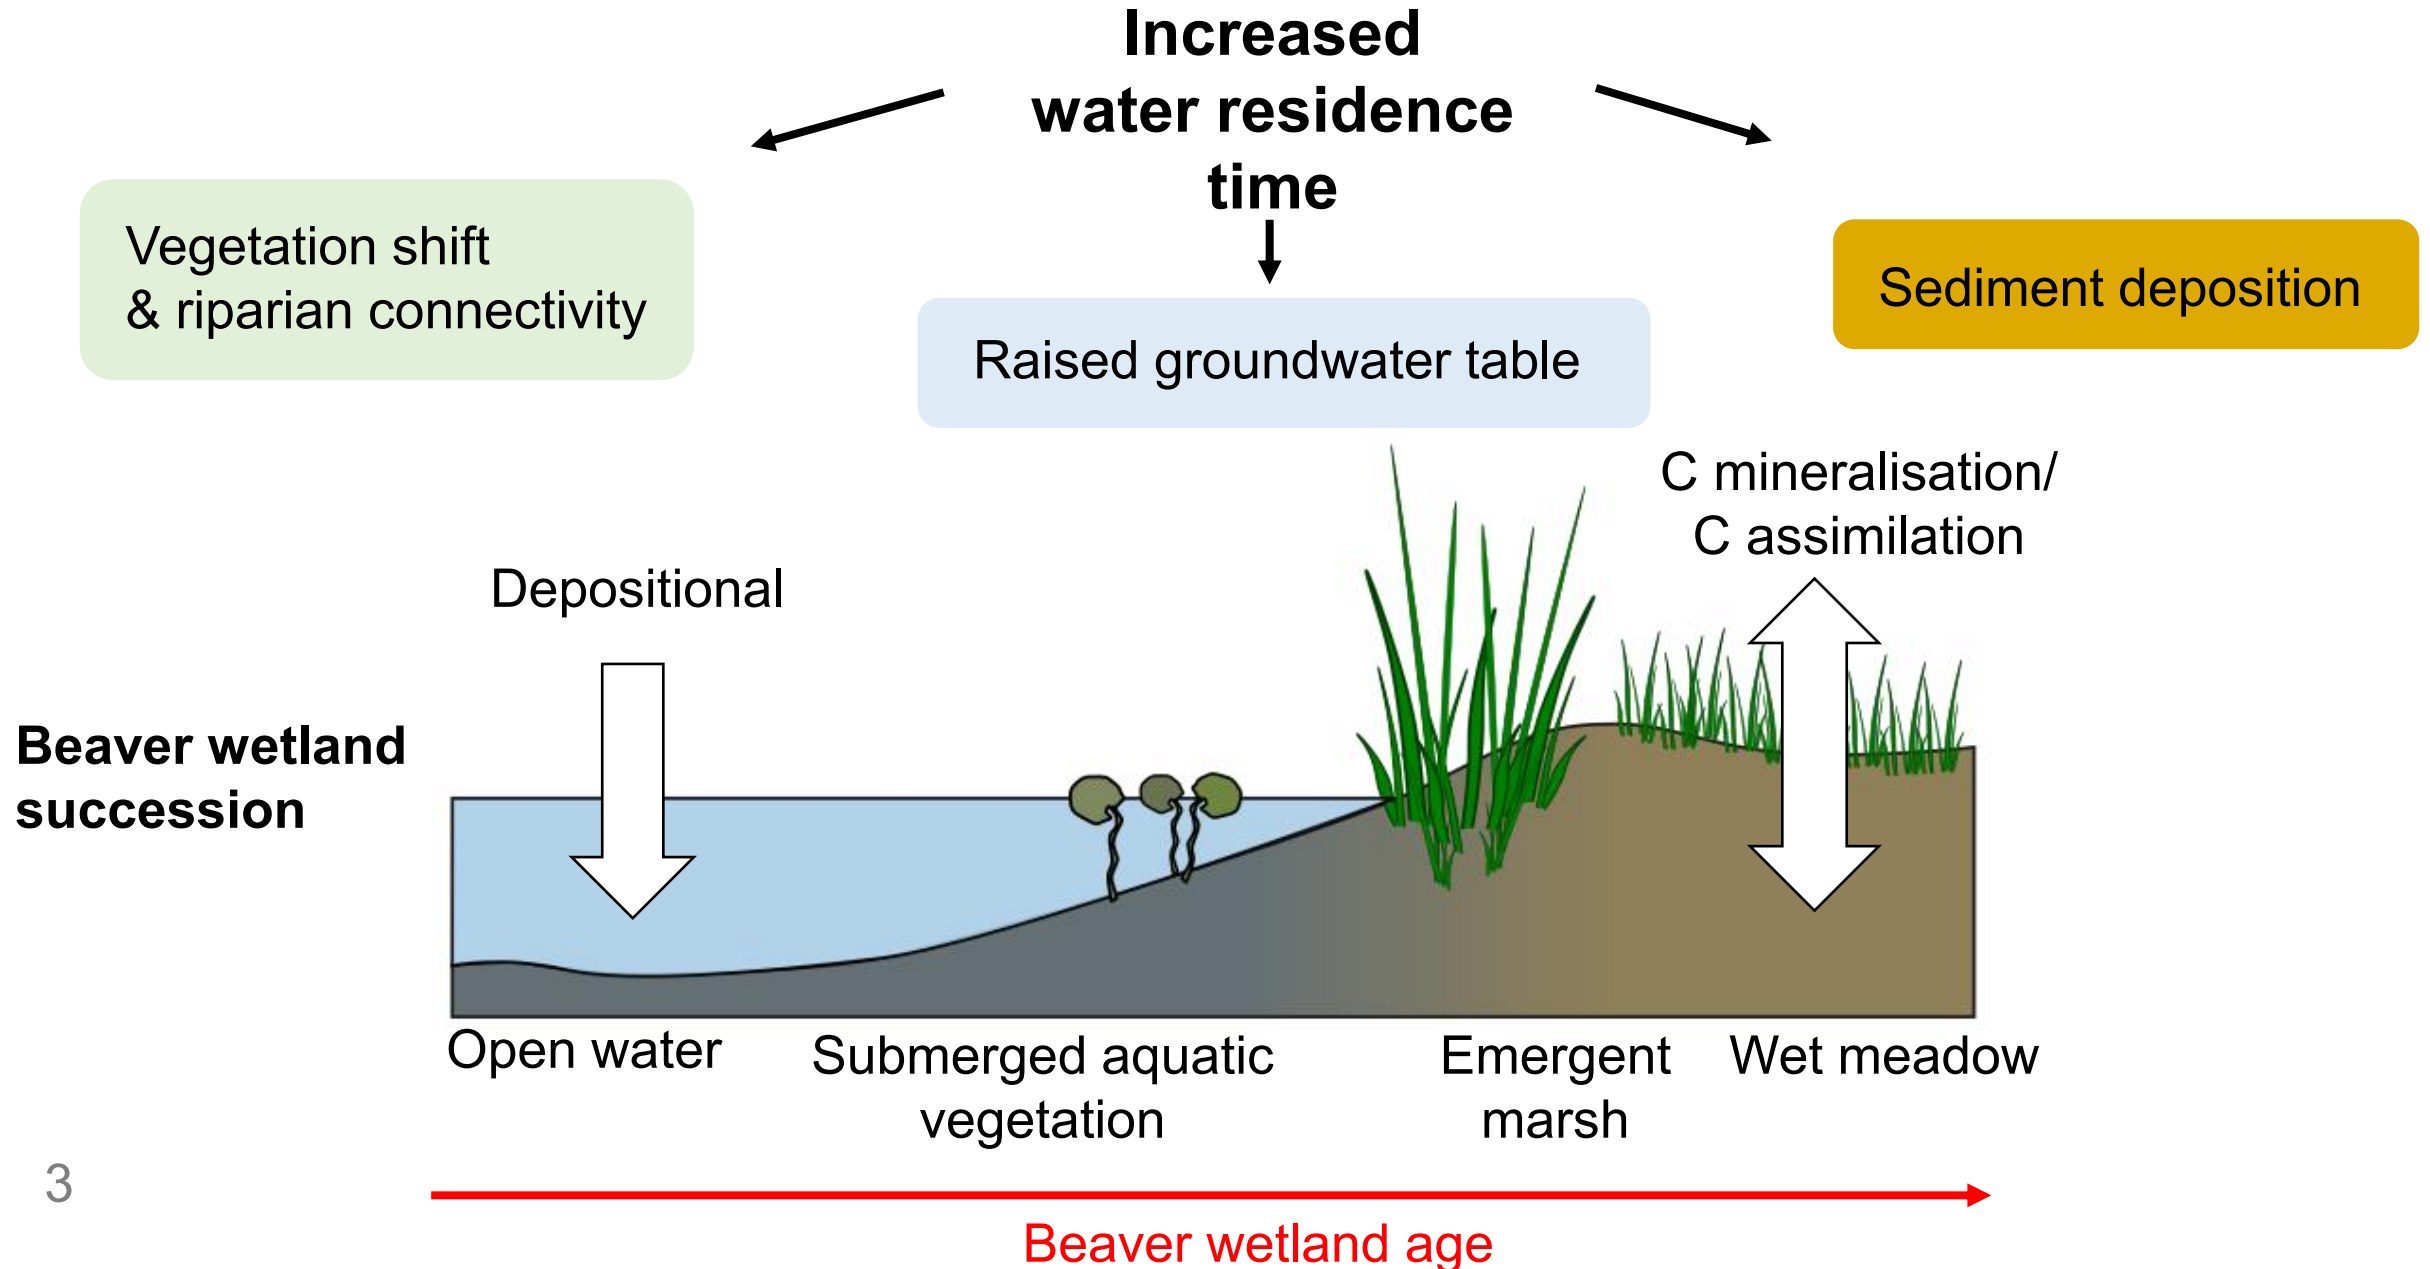 Increased
water residence
time
Vegetation shift
& riparian connectivity
Raised groundwater table
Sediment deposition
C mineralisation/
C assimilation
Depositional
Beaver wetland
succession
Open water
Submerged aquatic
vegetation
Emergent
marsh
Wet meadow
3
Beaver wetland age